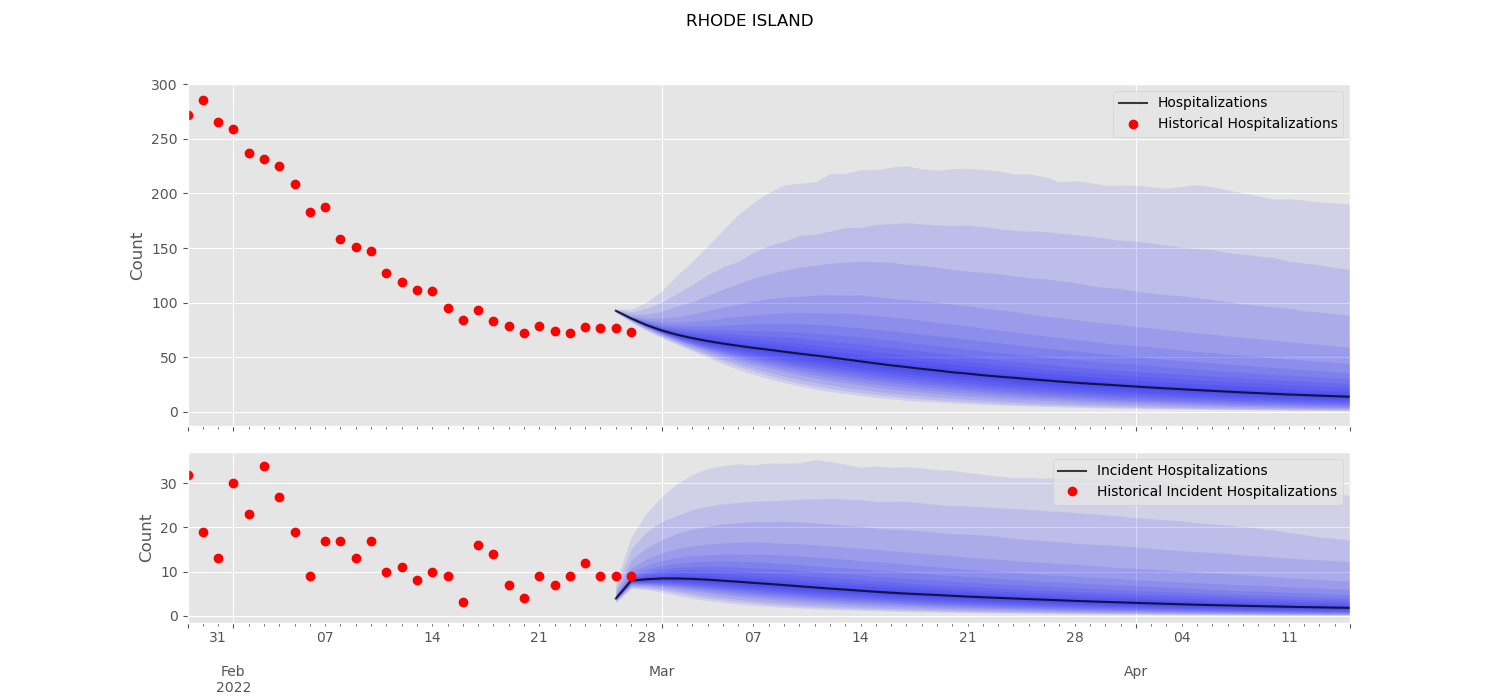 RHODE ISLAND
300
250
200
150
100
50
0
Count
Hospitalizations
Historical Hospitalizations
30
20
10
0
Count
Incident Hospitalizations
Historical Incident Hospitalizations
31 07 14 21 28 07 14 21 28 04 11
Feb Mar Apr
2022